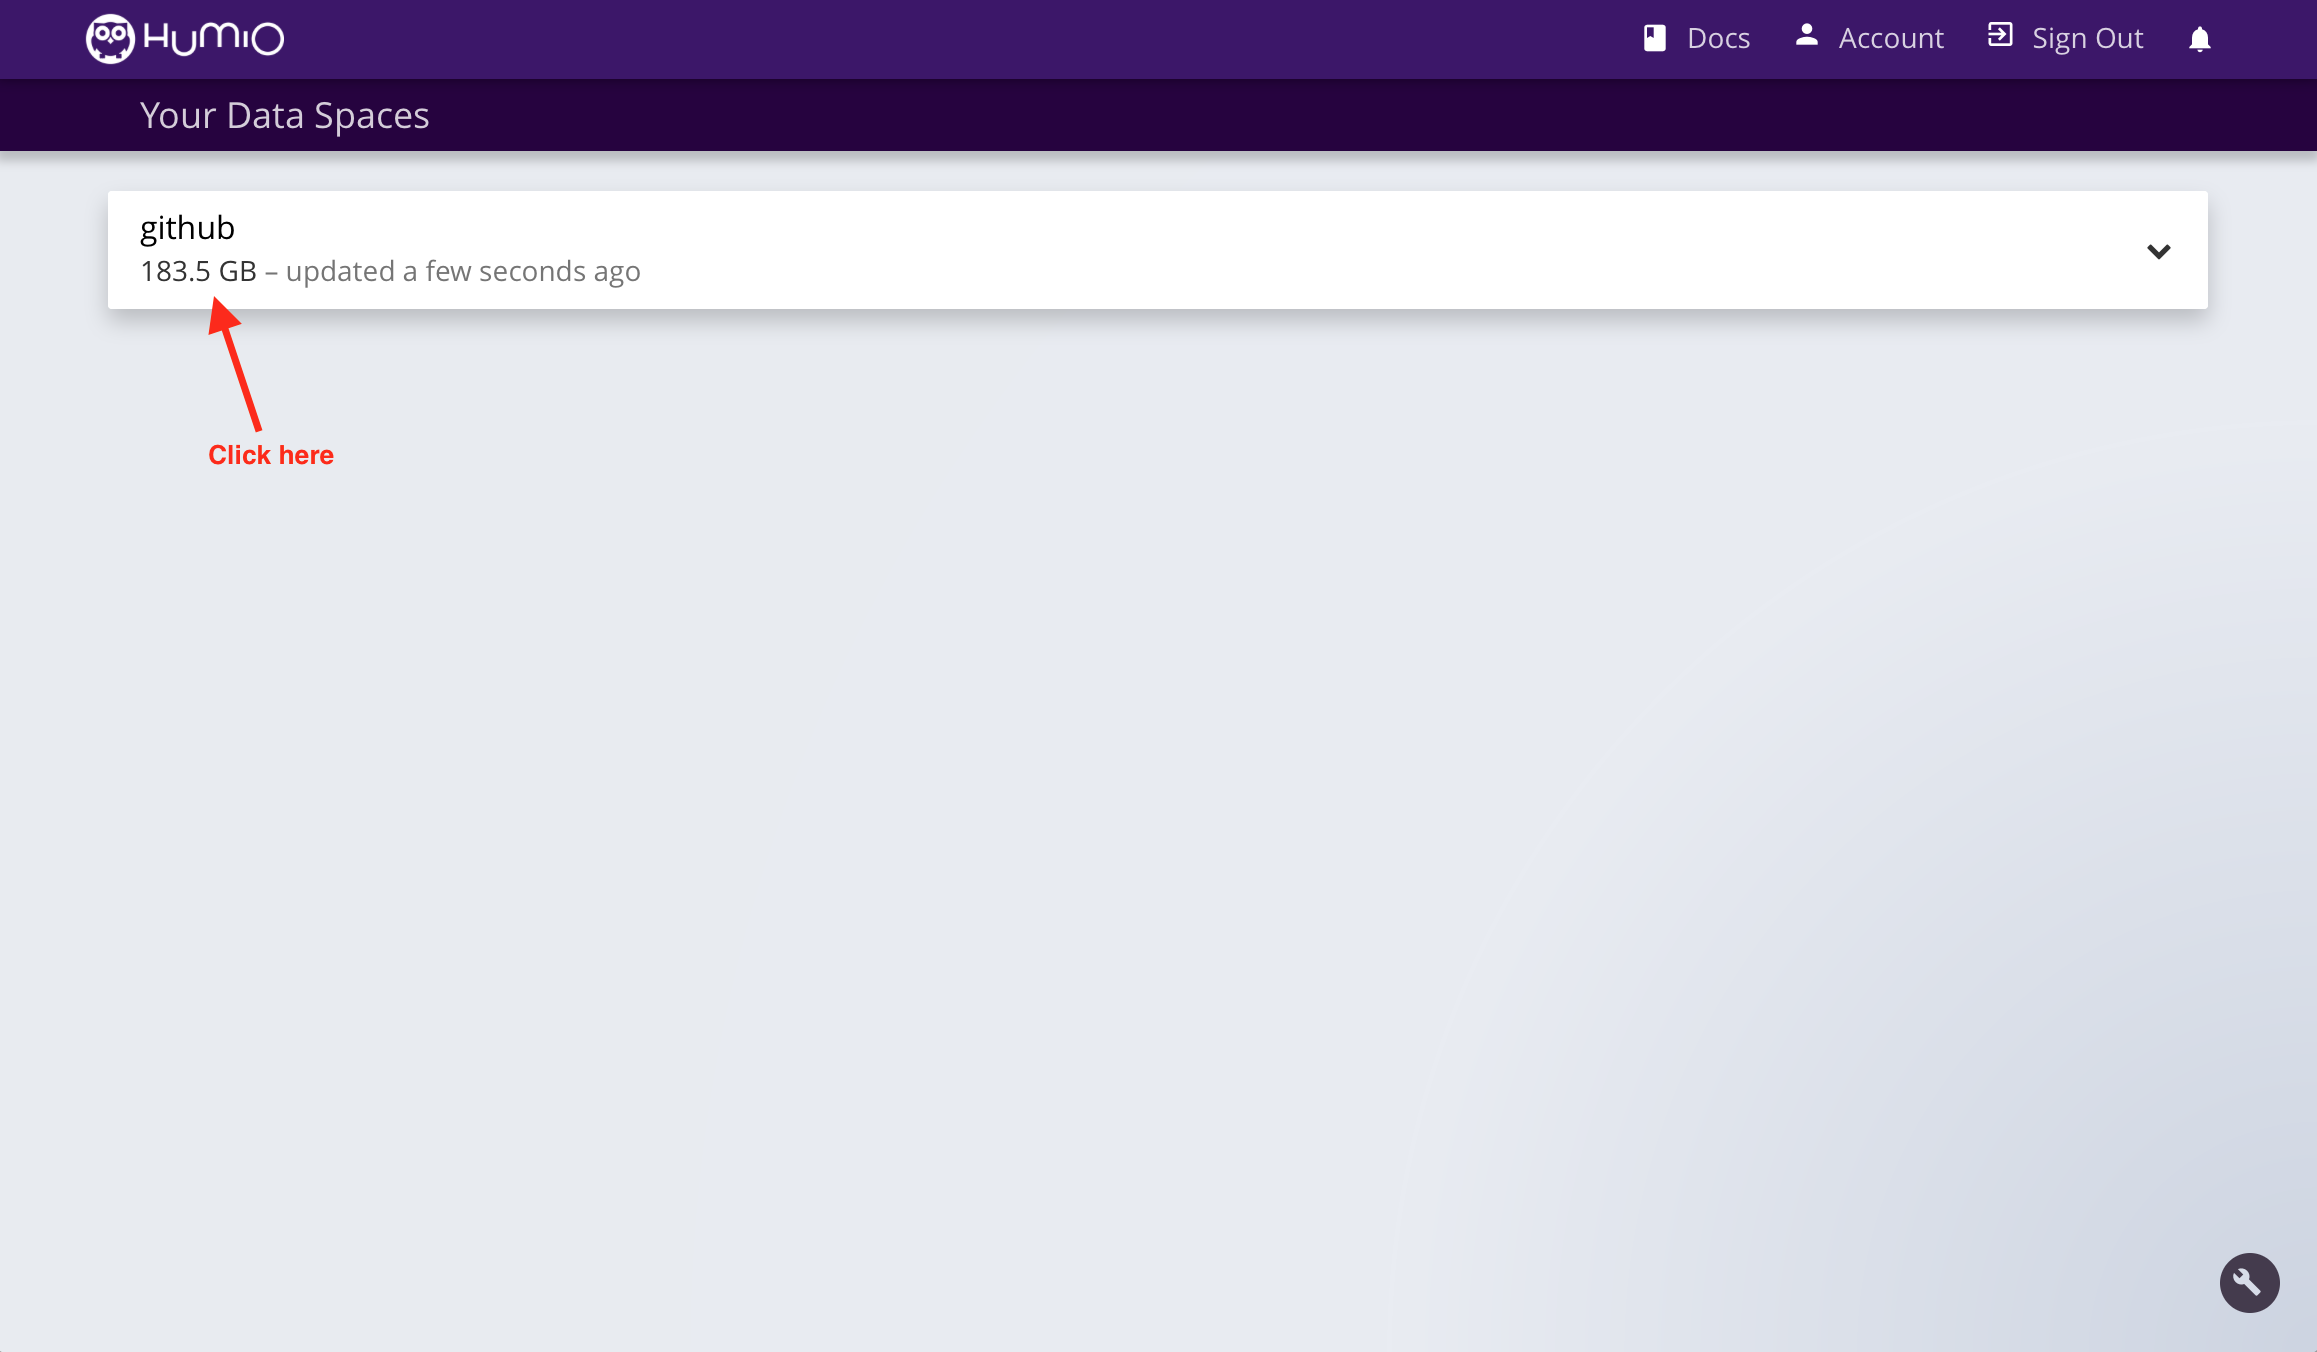 HUMIO
Docs
Account
Sign Out
Your Data Spaces
github
183.5 GB – updated a few seconds ago
Click here